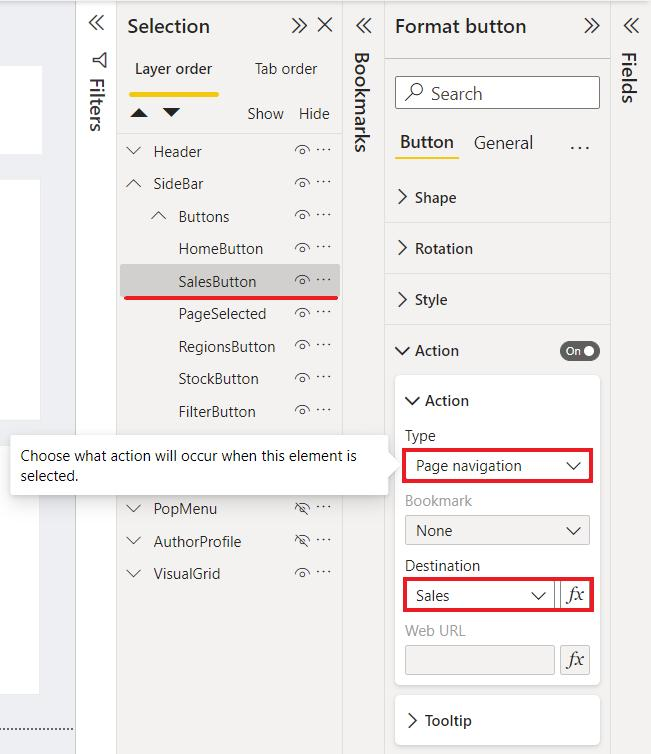 Filters
Selection
Layer order
Tab order
Show Hide
Header
SideBar
Buttons
HomeButton
SalesButton
PageSelected
RegionsButton
StockButton
FilterButton
Choose what action will occur when this element is
selected.
PopMenu
AuthorProfile
VisualGrid
Bookmarks
Format button
Search
Button General ...
Shape
Rotation
Style
Action On
Action
Type
Page navigation
Bookmark
None
Destination
Sales fx
Web URL
fx
Tooltip
Fields